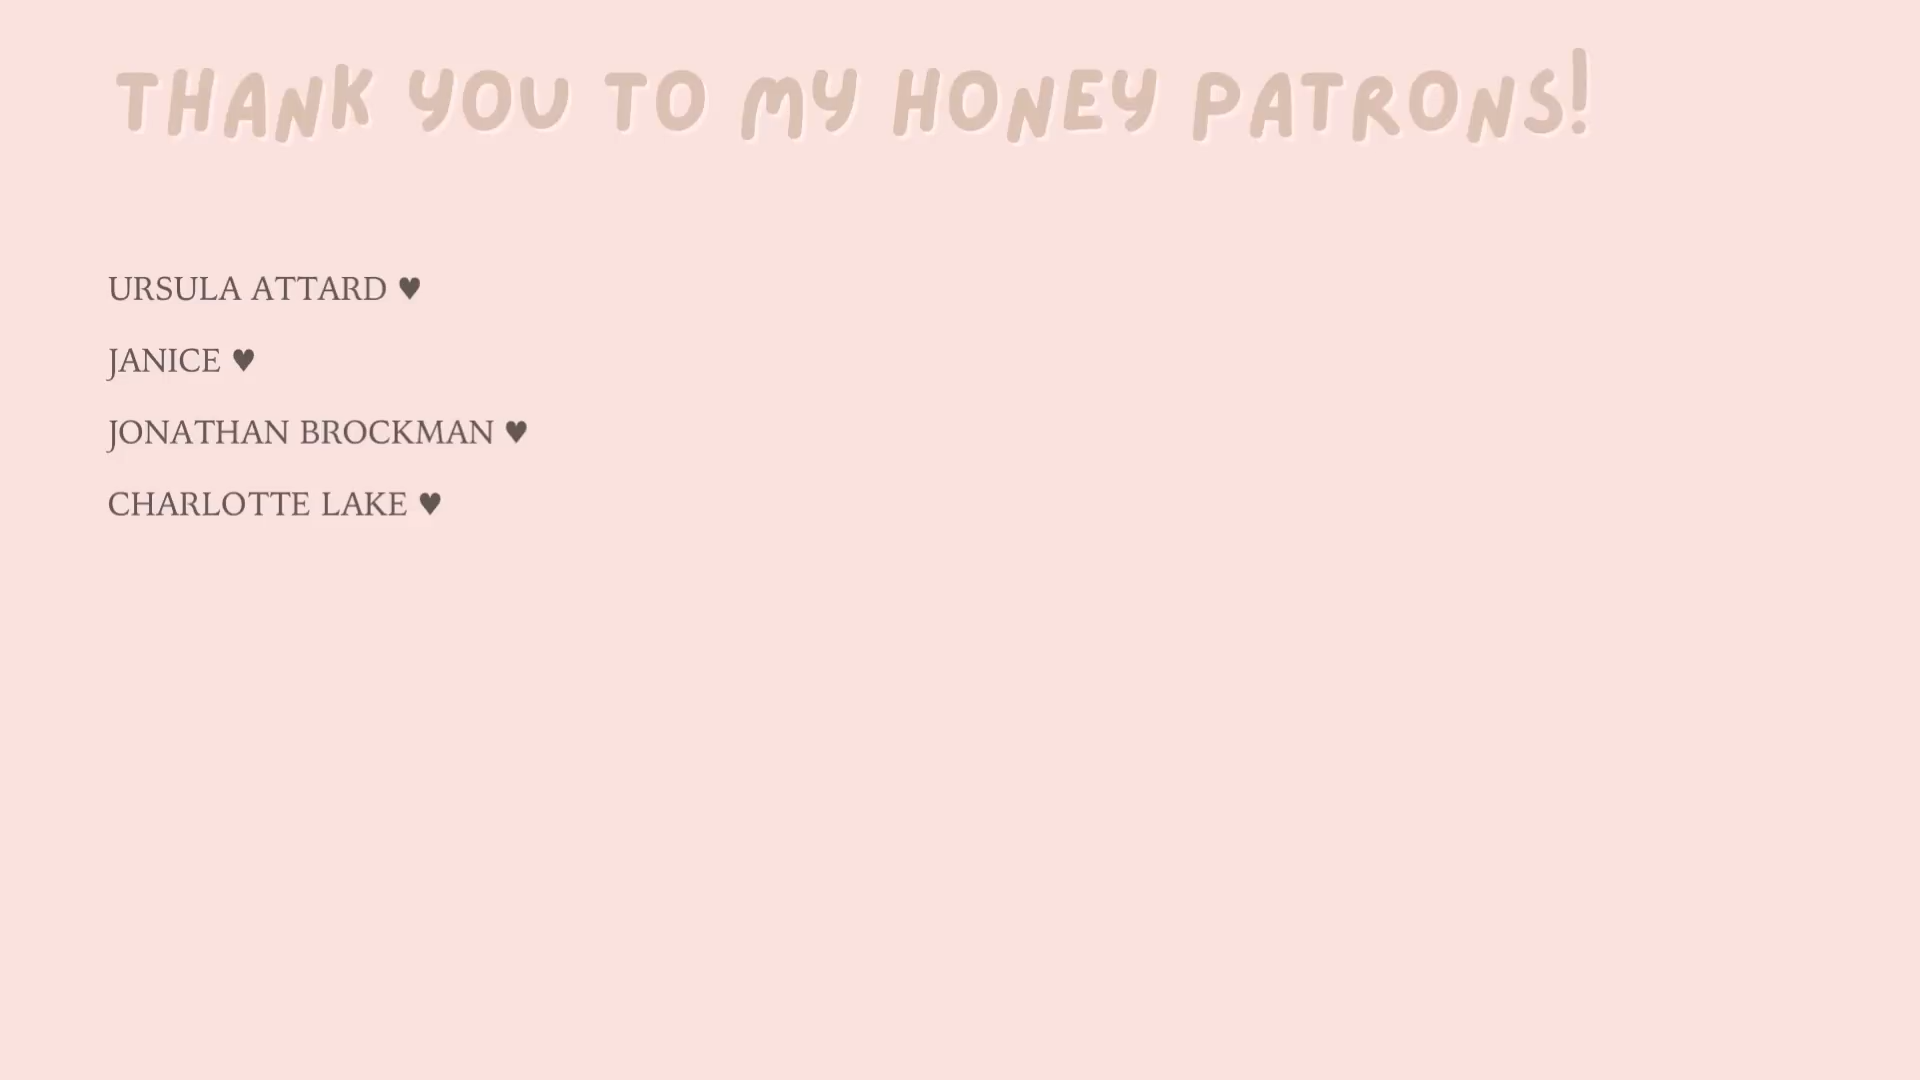 THANK YOU TO MY HONEY PATRONS!
URSULA ATTARD ♥
JANICE ♥
JONATHAN BROCKMAN ♥
CHARLOTTE LAKE ♥